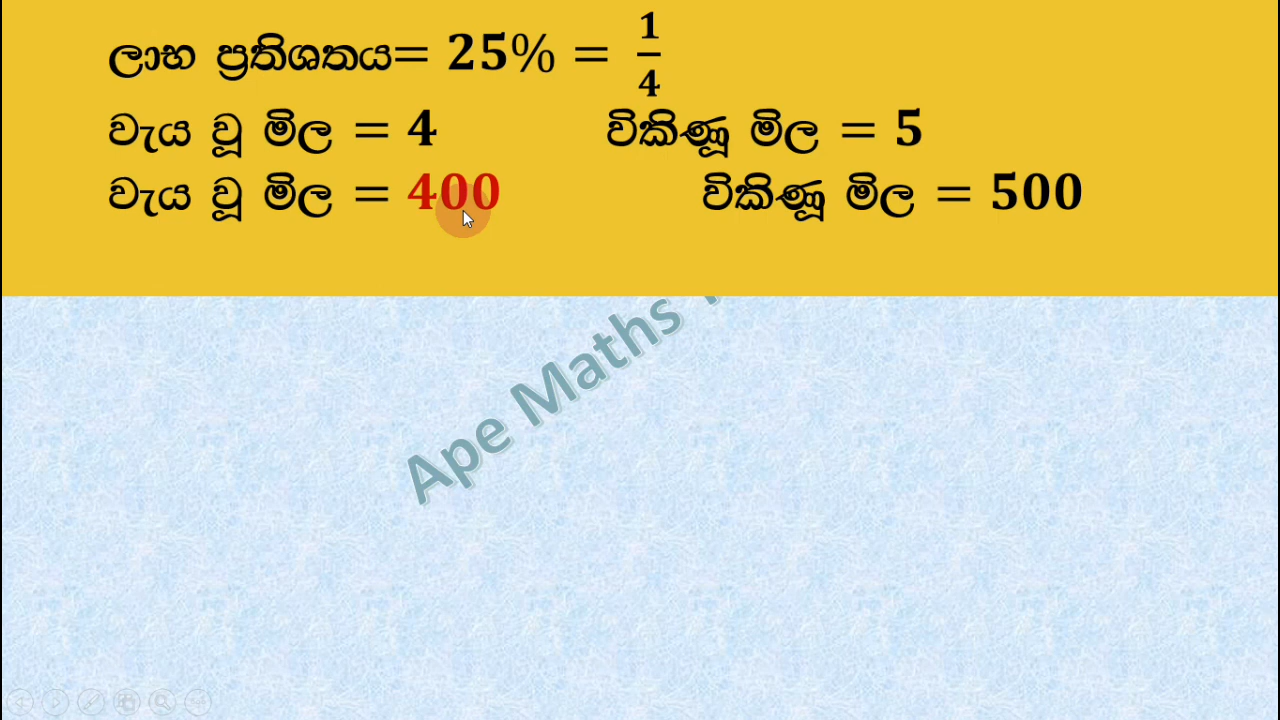 ලාභ ප්‍රතිශතය= 25% = 1/4
වැය වූ මිල = 4 විකිණූ මිල = 5
වැය වූ මිල = 400 විකිණූ මිල = 500
Ape Maths